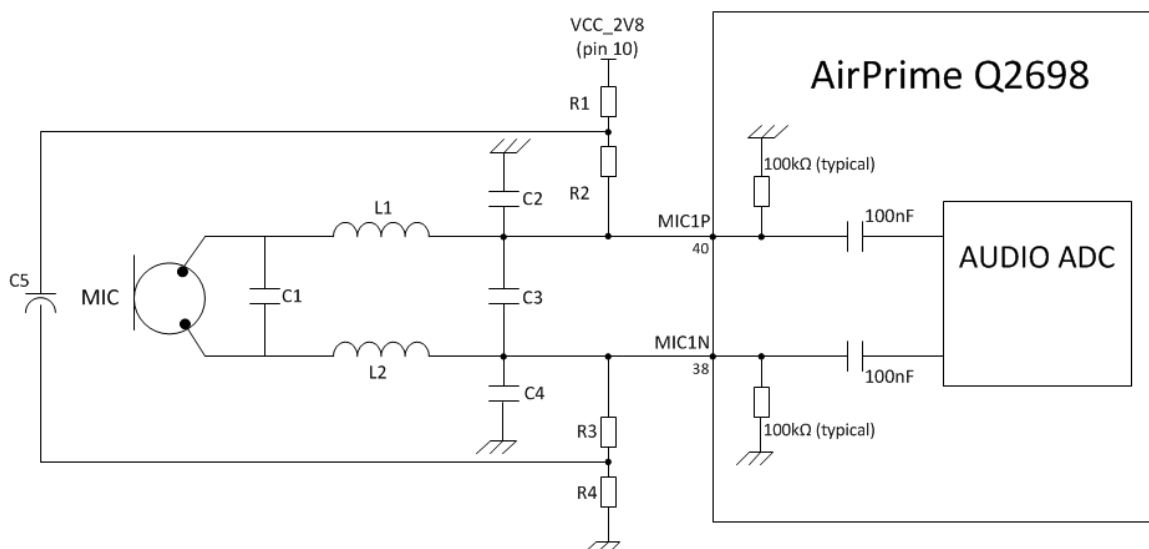 VCC_2V8
(pin 10)
AirPrime Q2698
R1
100kΩ (typical)
R2
C2
L1
MIC1P
40
100nF
AUDIO ADC
C5
MIC
C1
C3
MIC1N
38
100nF
L2
C4
R3
100kΩ (typical)
R4